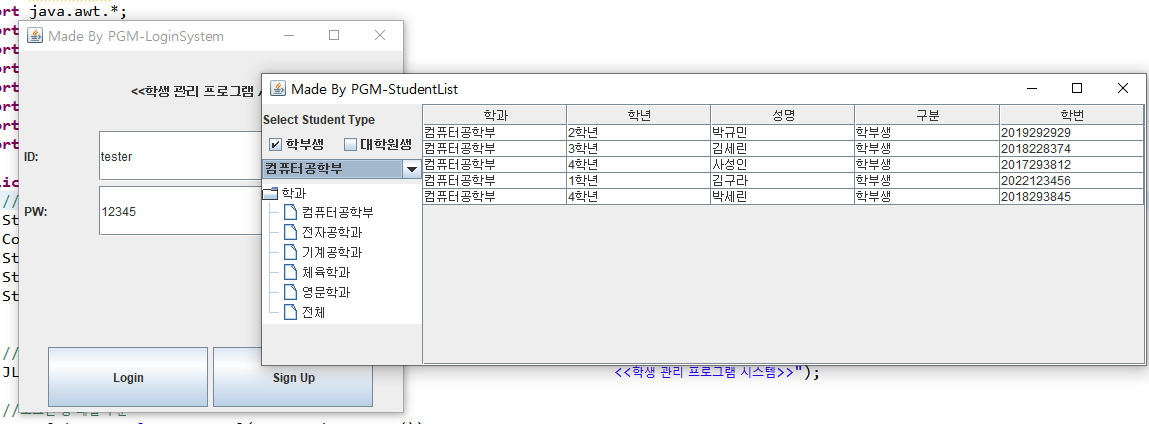 ort java.awt.*;
Made By PGM-LoginSystem
<<학생 관리 프로그램
ID:
tester
PW:
12345
Login
Sign Up
Made By PGM-StudentList
Select Student Type
학부생
대학원생
컴퓨터공학부
학과
컴퓨터공학부
전자공학과
기계공학과
체육학과
영문학과
전체
학과 학년 성명 구분 학번
컴퓨터공학부 2학년 박규민 학부생 2019292929
컴퓨터공학부 3학년 김세린 학부생 2018228374
컴퓨터공학부 4학년 사성인 학부생 2017293812
컴퓨터공학부 1학년 김구라 학부생 2022123456
컴퓨터공학부 4학년 박세린 학부생 2018293845
ort
ort
ort
ort
ort
ort
ort
lic
//
St
Co
St
St
St
//
JL <<학생 관리 프로그램 시스템>>");
//